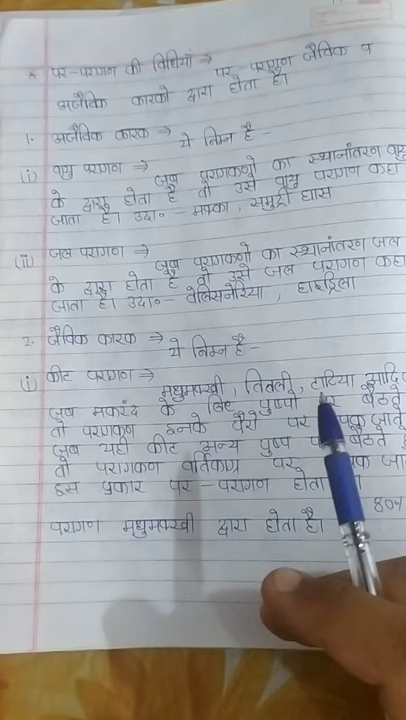 * पर-परागण की विधियाँ ⇒
पर-परागण जैविक व
अजैविक कारको द्वारा होता है।
1. अजैविक कारक ⇒ ये निम्न है -
(i) वायु परागण ⇒ जब परागकणो का स्थानांतरण वायु
के द्वारा होता है तो उसे वायु परागण कहा
जाता है। उदा० - मक्का, समुद्री घास
(ii) जल परागण ⇒ जब परागकणो का स्थानांतरण जल
के द्वारा होता है तो उसे जल परागण कहा
जाता है। उदा० - वेलिसनेरिया, हाइड्रिला
2. जैविक कारक ⇒ ये निम्न है -
(i) कीट परागण ⇒ मधुमक्खी, तितली, टाटिया आदि
जब मकरंद के लिए पुष्पो पर बैठते
तो परागकण इनके पैरो पर
जब यही कीट अन्य पुष्प बैठते
तो परागकण वर्तिकाग्र पर
इस प्रकार पर-परागण होता
80%
परागण मधुमक्खी द्वारा होता है।